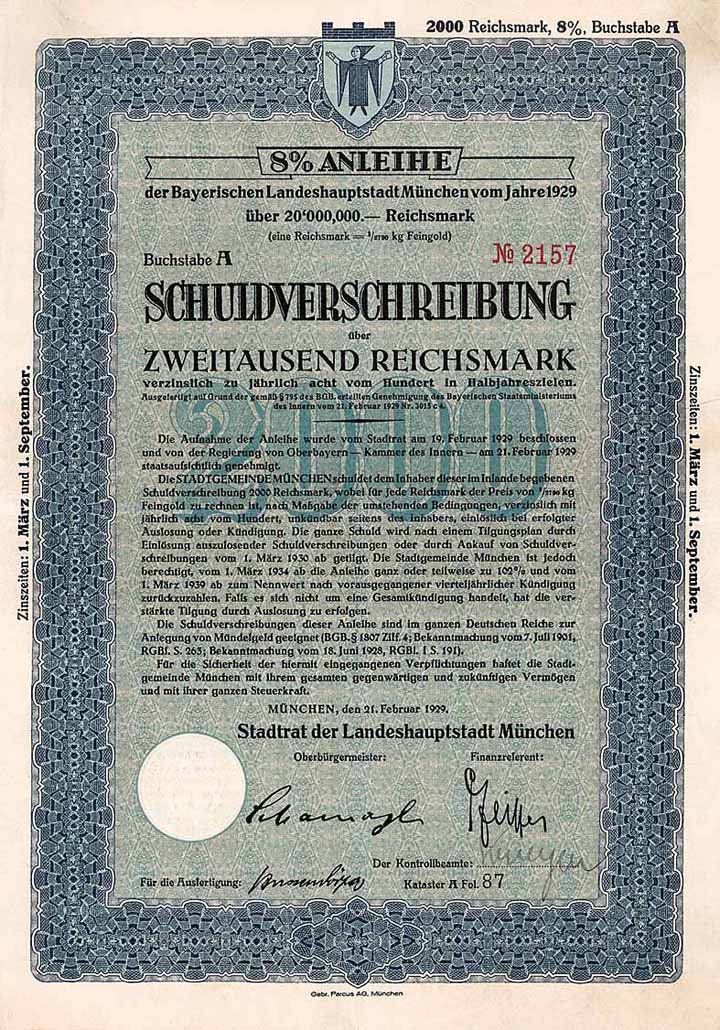 2000 Reichsmark, 8%, Buchstabe A
8% ANLEIHE
der Bayerischen Landeshauptstadt München vom Jahre 1929
über 20'000,000.— Reichsmark
(eine Reichsmark = 1/2790 kg Feingold)
Buchstabe A
№ 2157
SCHULDVERSCHREIBUNG
über
ZWEITAUSEND REICHSMARK
verzinslich zu jährlich acht vom Hundert in Halbjahreszielen.
Ausgefertigt auf Grund der gemäß § 795 des BGB. erteilten Genehmigung des Bayerischen Staatsministeriums
des Innern vom 21. Februar 1929 Nr. 3015 c 4.
2000
Die Aufnahme der Anleihe wurde vom Stadtrat am 19. Februar 1929 beschlossen
und von der Regierung von Oberbayern — Kammer des Innern — am 21. Februar 1929
staatsaufsichtlich genehmigt.
Die STADTGEMEINDE MÜNCHEN schuldet dem Inhaber dieser im Inlande begebenen
Schuldverschreibung 2000 Reichsmark, wobei für jede Reichsmark der Preis von 1/2790 kg
Feingold zu rechnen ist, nach Maßgabe der umstehenden Bedingungen, verzinslich mit
jährlich acht vom Hundert, unkündbar seitens des Inhabers, einlöslich bei erfolgter
Auslosung oder Kündigung. Die ganze Schuld wird nach einem Tilgungsplan durch
Einlösung auszulosender Schuldverschreibungen oder durch Ankauf von Schuldver-
schreibungen vom 1. März 1930 ab getilgt. Die Stadtgemeinde München ist jedoch
berechtigt, vom 1. März 1934 ab die Anleihe ganz oder teilweise zu 102% und vom
1. März 1939 ab zum Nennwert nach vorausgegangener vierteljährlicher Kündigung
zurückzuzahlen. Falls es sich nicht um eine Gesamtkündigung handelt, hat die ver-
stärkte Tilgung durch Auslosung zu erfolgen.
Die Schuldverschreibungen dieser Anleihe sind im ganzen Deutschen Reiche zur
Anlegung von Mündelgeld geeignet (BGB. § 1807 Ziff. 4; Bekanntmachung vom 7. Juli 1901,
RGBl. S. 263; Bekanntmachung vom 18. Juni 1928, RGBl. I S. 191).
Für die Sicherheit der hiermit eingegangenen Verpflichtungen haftet die Stadt-
gemeinde München mit ihrem gesamten gegenwärtigen und zukünftigen Vermögen
und mit ihrer ganzen Steuerkraft.
MÜNCHEN, den 21. Februar 1929.
Stadtrat der Landeshauptstadt München
Oberbürgermeister:
Finanzreferent:
Scharnagl
Pfeiffer
Der Kontrollbeamte:
Für die Ausfertigung:
Kataster A Fol. 87
Zinszeiten: 1. März und 1. September.
Zinszeiten: 1. März und 1. September.
Gebr. Parcus AG, München